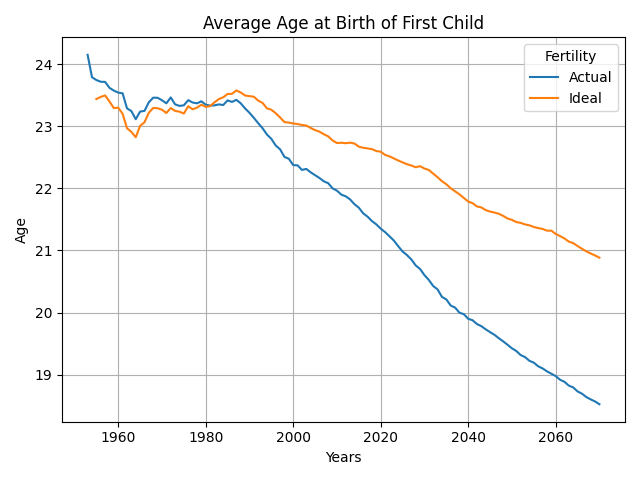 Average Age at Birth of First Child
Fertility
Actual
Ideal
Age
24
23
22
21
20
19
1960 1980 2000 2020 2040 2060
Years